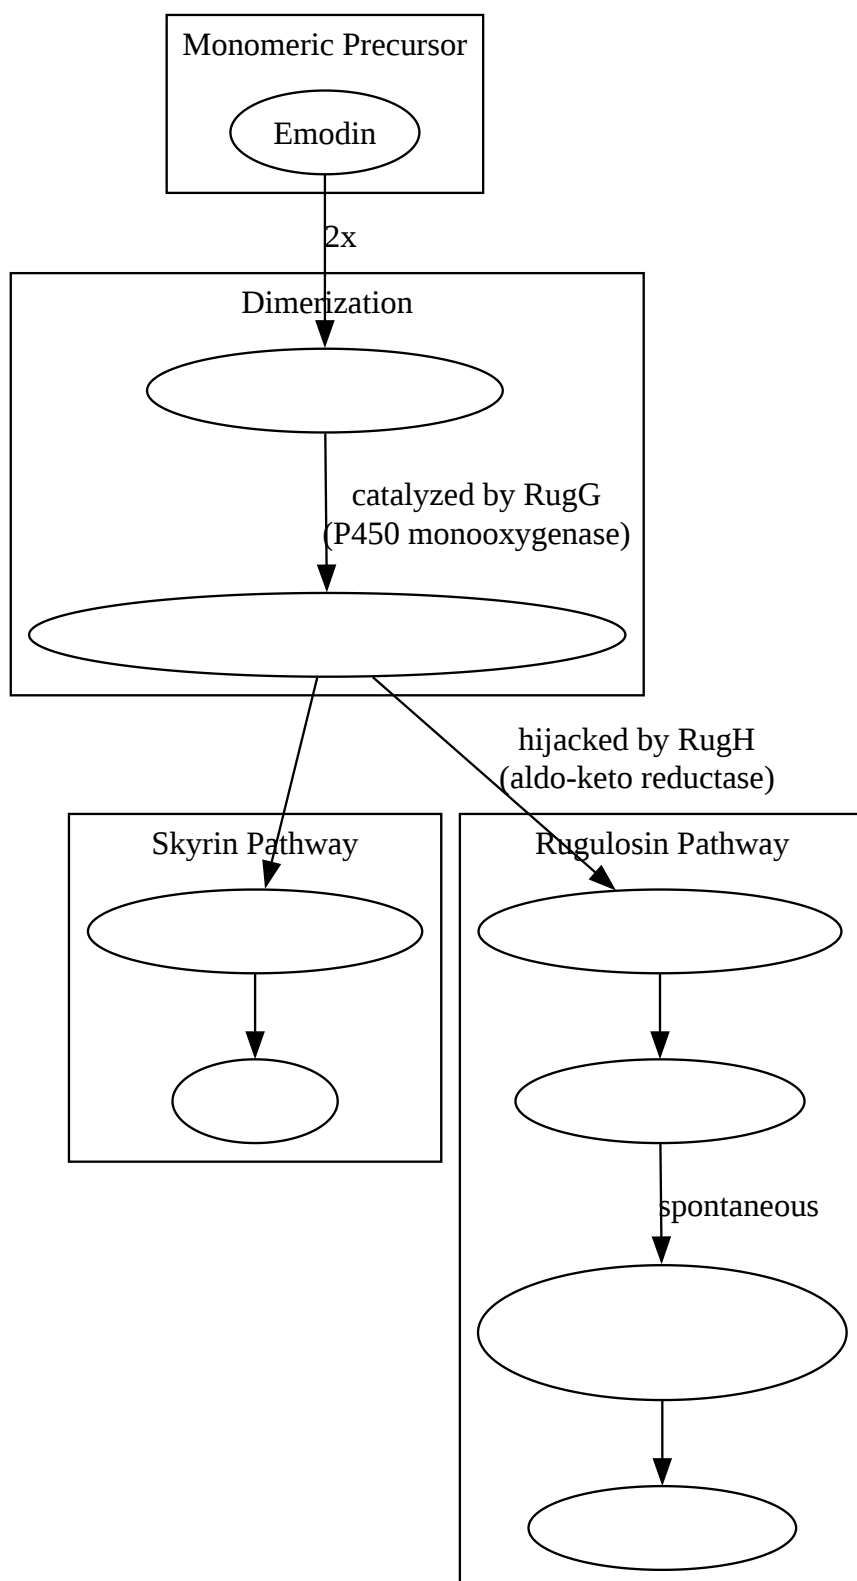 Monomeric Precursor
Emodin
2x
Dimerization
catalyzed by RugG
(P450 monooxygenase)
hijacked by RugH
(aldo-keto reductase)
Skyrin Pathway
Rugulosin Pathway
spontaneous